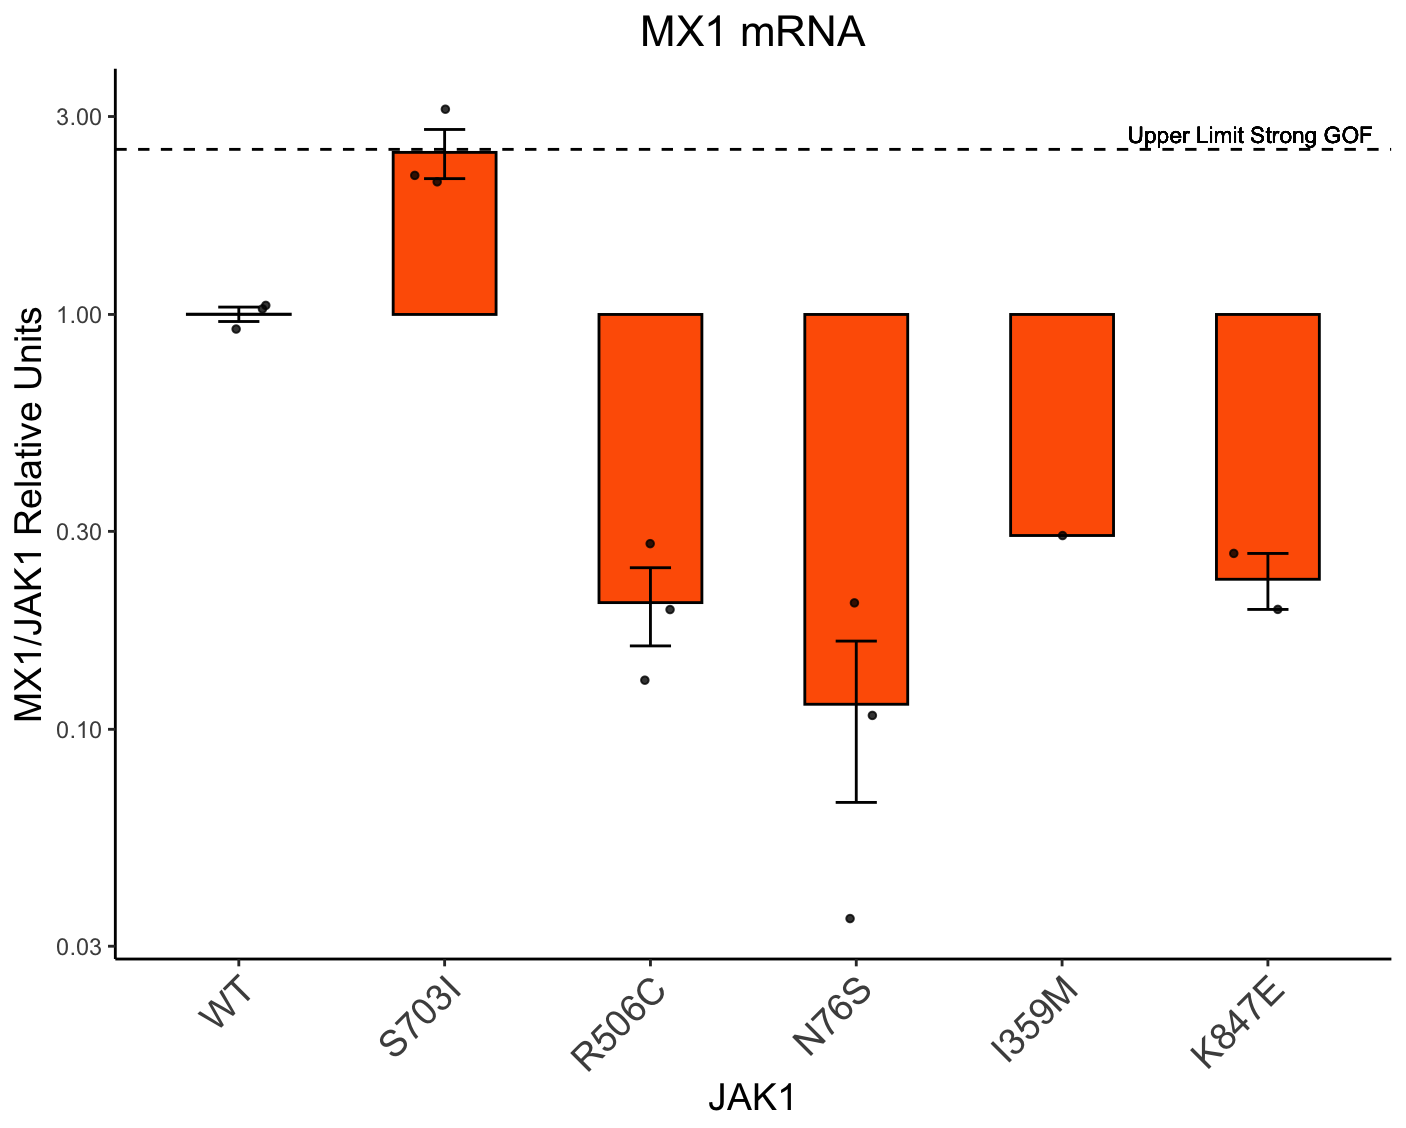 MX1 mRNA
3.00
Upper Limit Strong GOF
1.00
0.30
0.10
0.03
MX1/JAK1 Relative Units
WT
S703I
R506C
N76S
I359M
K847E
JAK1